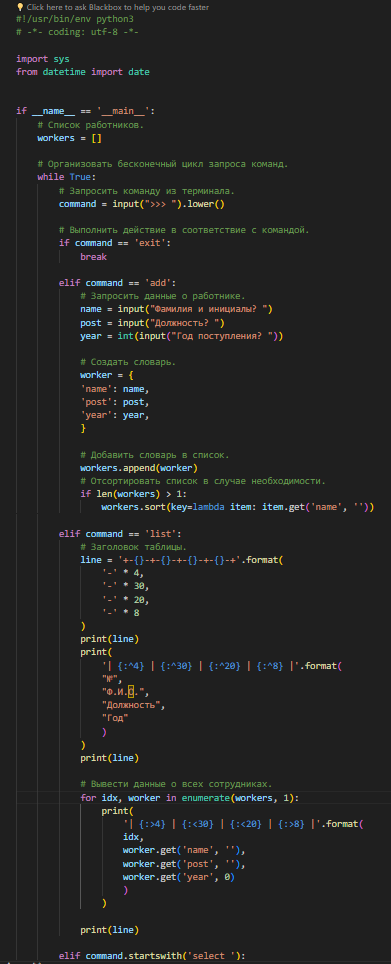 Click here to ask Blackbox to help you code faster
#!/usr/bin/env python3
# -*- coding: utf-8 -*-

import sys
from datetime import date


if __name__ == '__main__':
    # Список работников.
    workers = []

    # Организовать бесконечный цикл запроса команд.
    while True:
        # Запросить команду из терминала.
        command = input(">>> ").lower()

        # Выполнить действие в соответствие с командой.
        if command == 'exit':
            break

        elif command == 'add':
            # Запросить данные о работнике.
            name = input("Фамилия и инициалы? ")
            post = input("Должность? ")
            year = int(input("Год поступления? "))

            # Создать словарь.
            worker = {
            'name': name,
            'post': post,
            'year': year,
            }

            # Добавить словарь в список.
            workers.append(worker)
            # Отсортировать список в случае необходимости.
            if len(workers) > 1:
                workers.sort(key=lambda item: item.get('name', ''))

        elif command == 'list':
            # Заголовок таблицы.
            line = '+-{}-+-{}-+-{}-+-{}-+'.format(
                '-' * 4,
                '-' * 30,
                '-' * 20,
                '-' * 8
            )
            print(line)
            print(
                '| {:^4} | {:^30} | {:^20} | {:^8} |'.format(
                "№",
                "Ф.И.О.",
                "Должность",
                "Год"
                )
            )
            print(line)

            # Вывести данные о всех сотрудниках.
            for idx, worker in enumerate(workers, 1):
                print(
                    '| {:>4} | {:<30} | {:<20} | {:>8} |'.format(
                    idx,
                    worker.get('name', ''),
                    worker.get('post', ''),
                    worker.get('year', 0)
                    )
                )

            print(line)

        elif command.startswith('select '):